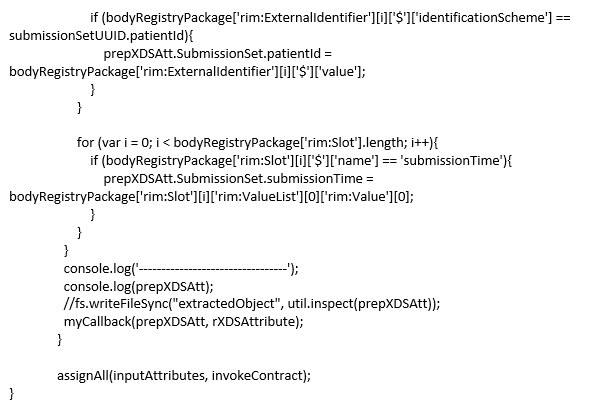 if (bodyRegistryPackage['rim:ExternalIdentifier'][i]['$']['identificationScheme'] ==
submissionSetUUID.patientId){
prepXDSAtt.SubmissionSet.patientId =
bodyRegistryPackage['rim:ExternalIdentifier'][i]['$']['value'];
}
}
for (var i = 0; i < bodyRegistryPackage['rim:Slot'].length; i++){
if (bodyRegistryPackage['rim:Slot'][i]['$']['name'] == 'submissionTime'){
prepXDSAtt.SubmissionSet.submissionTime =
bodyRegistryPackage['rim:Slot'][i]['rim:ValueList'][0]['rim:Value'][0];
}
}
}
console.log('---------------------------------');
console.log(prepXDSAtt);
//fs.writeFileSync("extractedObject", util.inspect(prepXDSAtt));
myCallback(prepXDSAtt, rXDSAttribute);
}
assignAll(inputAttributes, invokeContract);
}